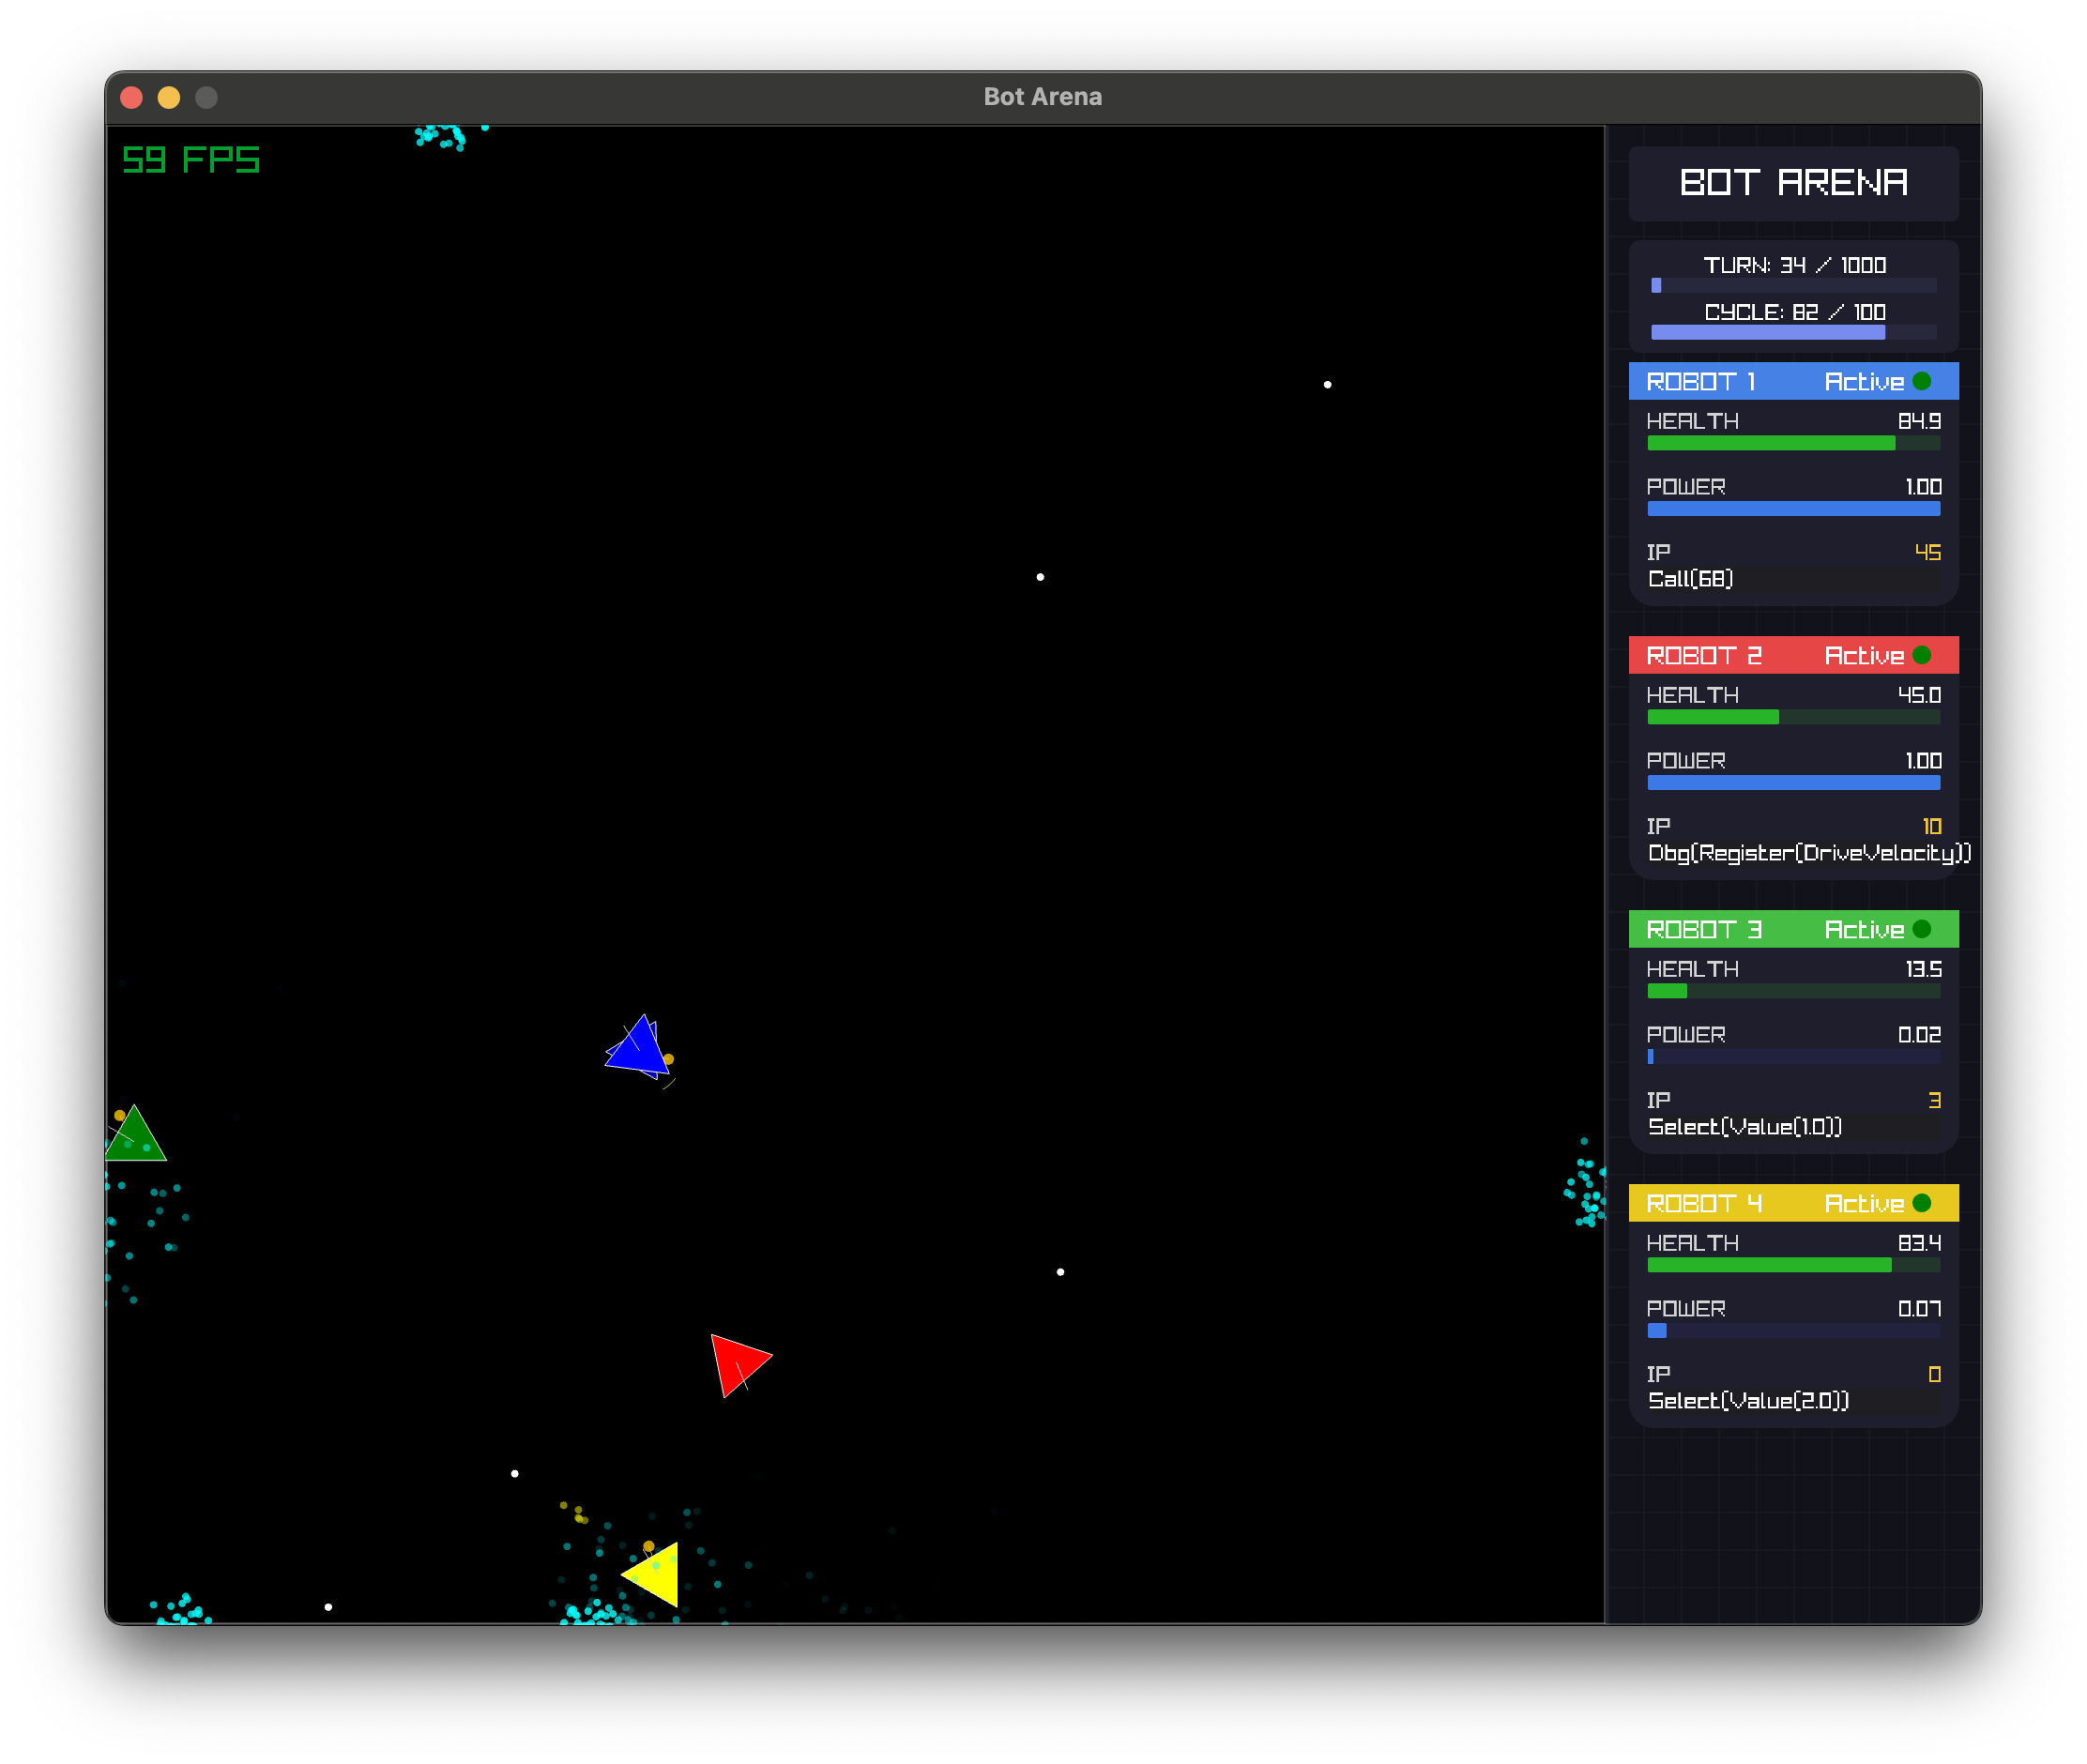 Bot Arena
59 FPS
BOT ARENA
TURN: 34 / 1000
CYCLE: 82 / 100
ROBOT 1 Active
HEALTH 84.9
POWER 1.00
IP 45
Call(68)
ROBOT 2 Active
HEALTH 45.0
POWER 1.00
IP 10
Dbg(Register(DriveVelocity))
ROBOT 3 Active
HEALTH 13.5
POWER 0.02
IP 3
Select(Value(1.0))
ROBOT 4 Active
HEALTH 83.4
POWER 0.07
IP 0
Select(Value(2.0))